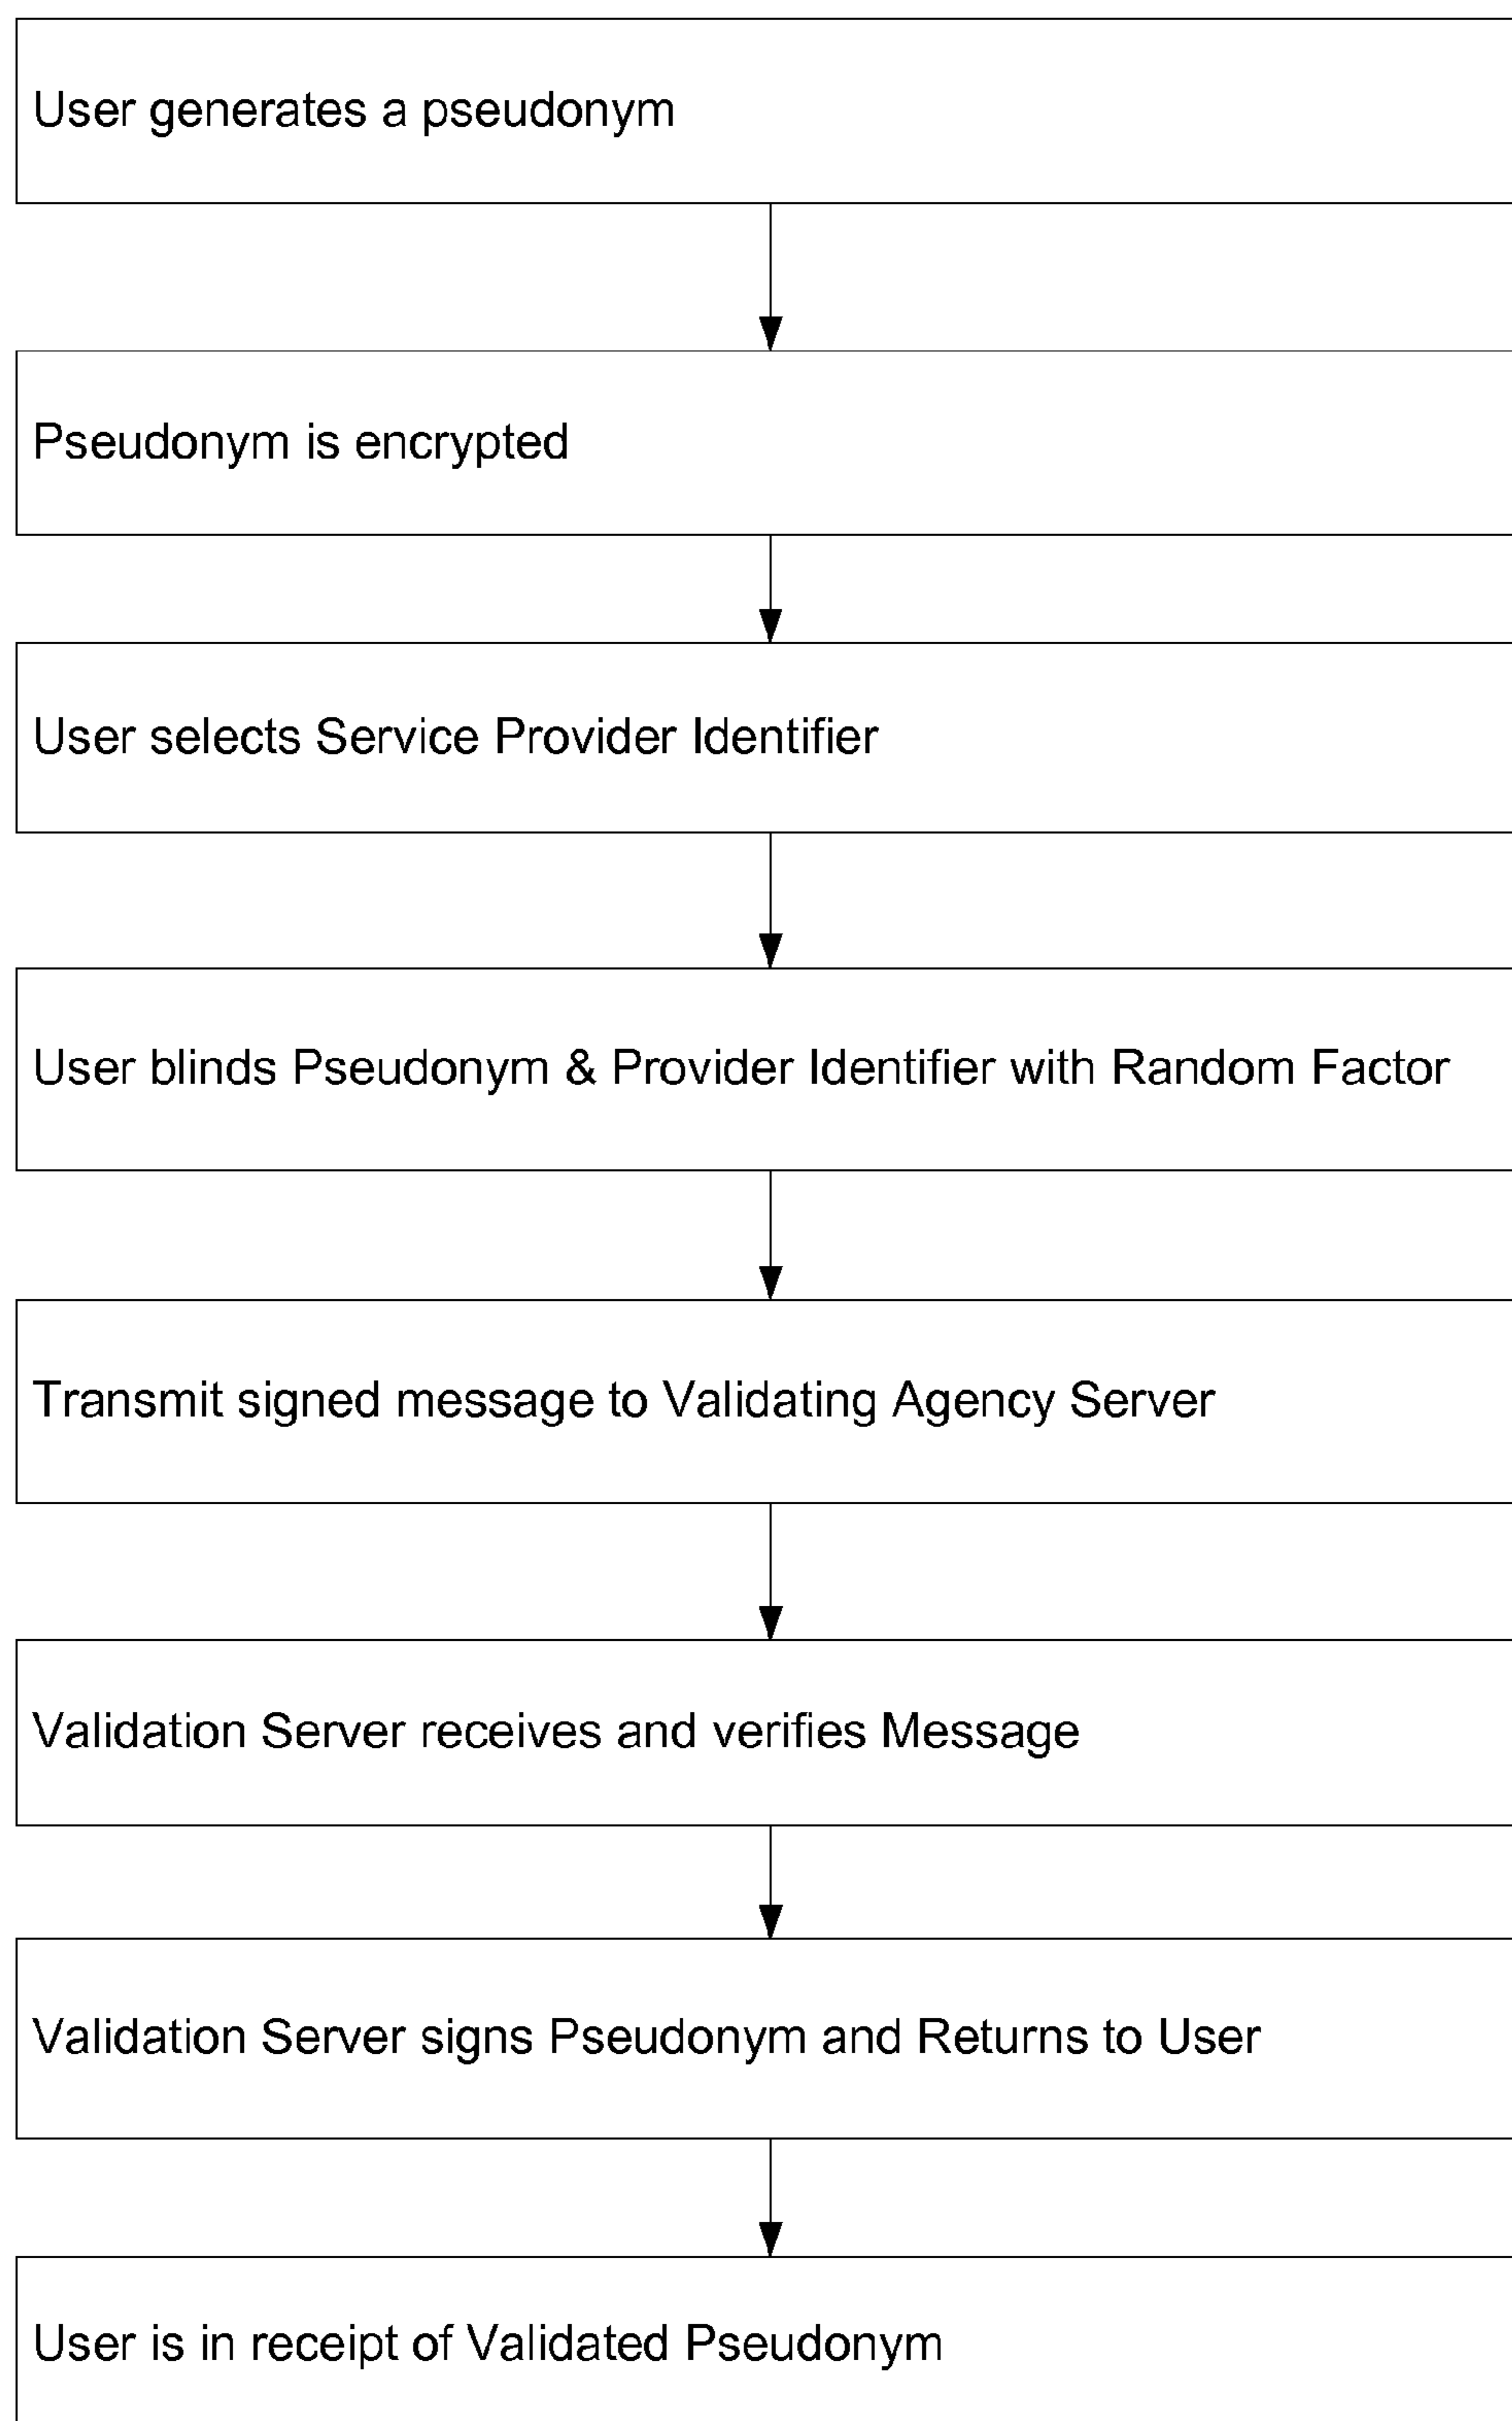 User generates a pseudonym
Pseudonym is encrypted
User selects Service Provider Identifier
User blinds Pseudonym & Provider Identifier with Random Factor
Transmit signed message to Validating Agency Server
Validation Server receives and verifies Message
Validation Server signs Pseudonym and Returns to User
User is in receipt of Validated Pseudonym